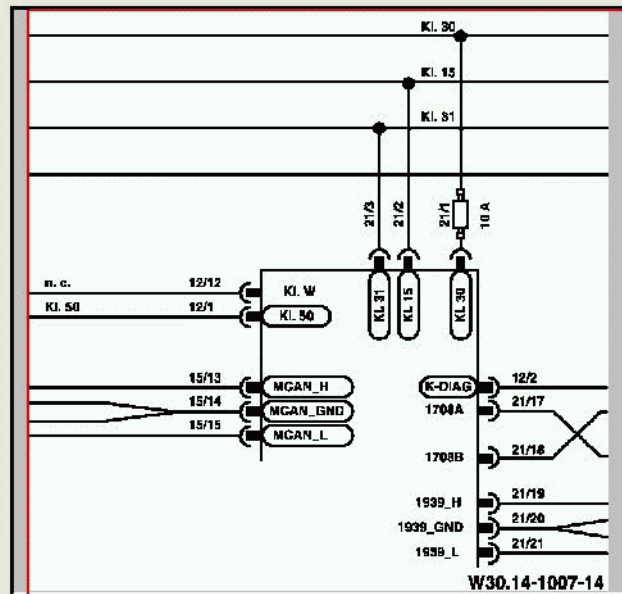 Kl. 30
Kl. 15
Kl. 31
21/3
21/2
21/1
10 A
n. c.
12/12
Kl. W
Kl. 50
12/1
Kl. 50
KL 31
KL 15
KL 30
15/13
MCAN_H
15/14
MCAN_GND
15/15
MCAN_L
K-DIAG
12/2
1708A
21/17
1708B
21/18
1939_H
21/19
1939_GND
21/20
1939_L
21/21
W30.14-1007-14